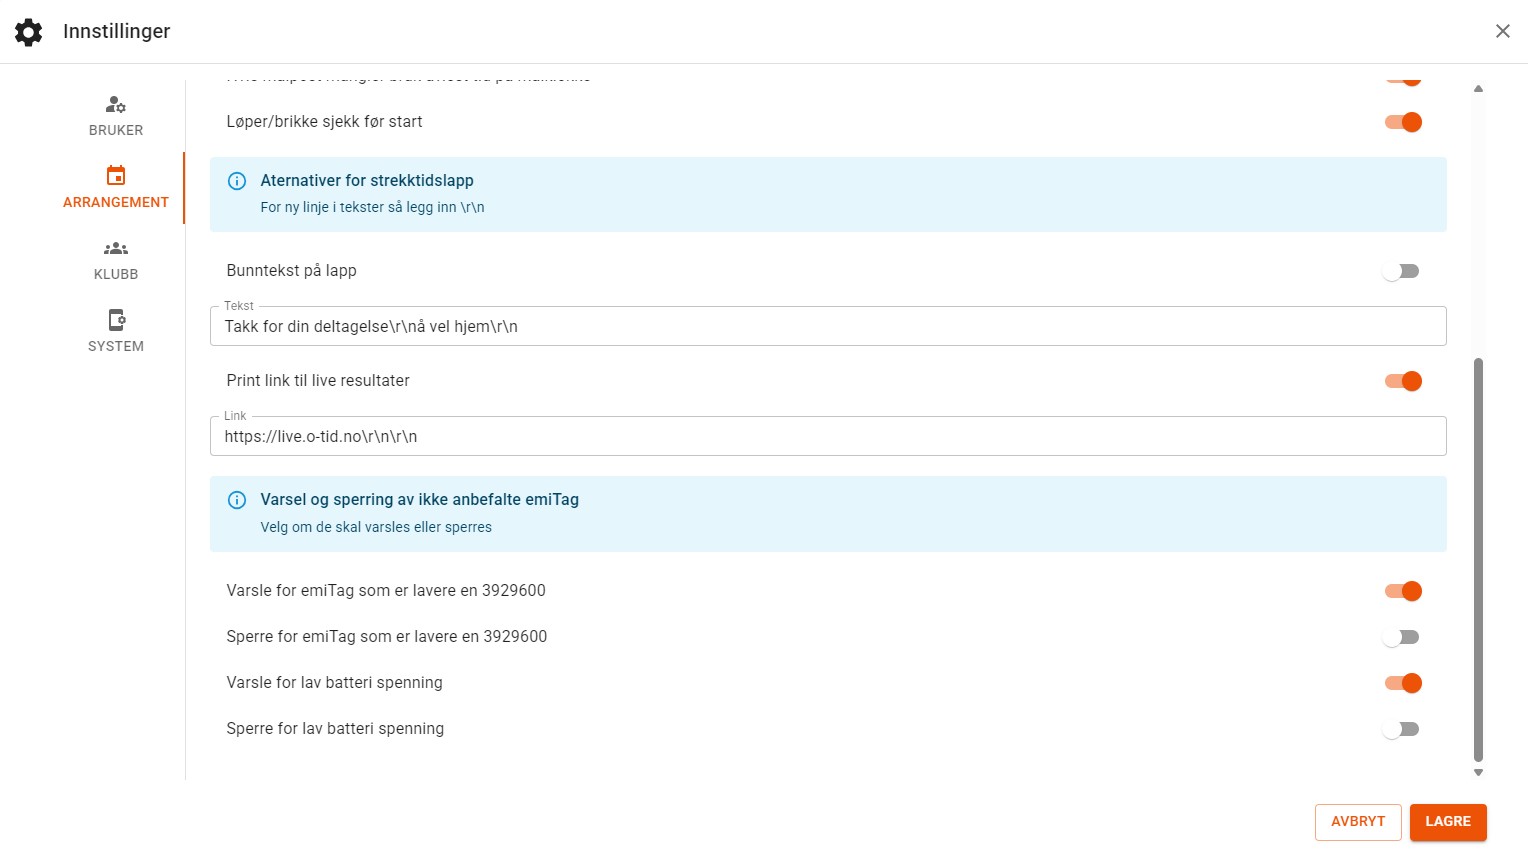 Innstillinger
BRUKER
ARRANGEMENT
KLUBB
SYSTEM
Løper/brikke sjekk før start
Aternativer for strekktidslapp
For ny linje i tekster så legg inn \r\n
Bunntekst på lapp
Tekst
Takk for din deltagelse\r\nå vel hjem\r\n
Print link til live resultater
Link
https://live.o-tid.no\r\n\r\n
Varsel og sperring av ikke anbefalte emiTag
Velg om de skal varsles eller sperres
Varsle for emiTag som er lavere en 3929600
Sperre for emiTag som er lavere en 3929600
Varsle for lav batteri spenning
Sperre for lav batteri spenning
AVBRYT
LAGRE